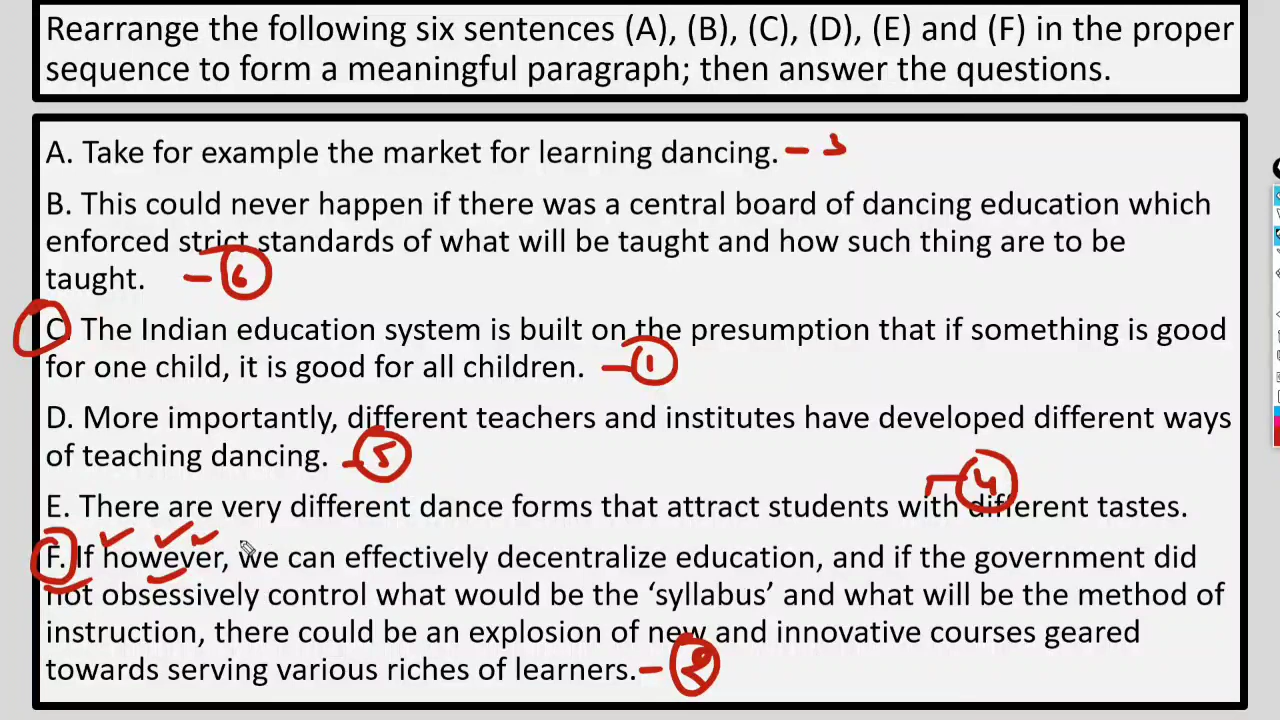 Rearrange the following six sentences (A), (B), (C), (D), (E) and (F) in the proper
sequence to form a meaningful paragraph; then answer the questions.
A. Take for example the market for learning dancing. - 3
B. This could never happen if there was a central board of dancing education which
enforced strict standards of what will be taught and how such thing are to be
taught. - 6
C. The Indian education system is built on the presumption that if something is good
for one child, it is good for all children. - 1
D. More importantly, different teachers and institutes have developed different ways
of teaching dancing. - 5
E. There are very different dance forms that attract students with different tastes. - 4
F. If however, we can effectively decentralize education, and if the government did
not obsessively control what would be the ‘syllabus’ and what will be the method of
instruction, there could be an explosion of new and innovative courses geared
towards serving various riches of learners. - 2